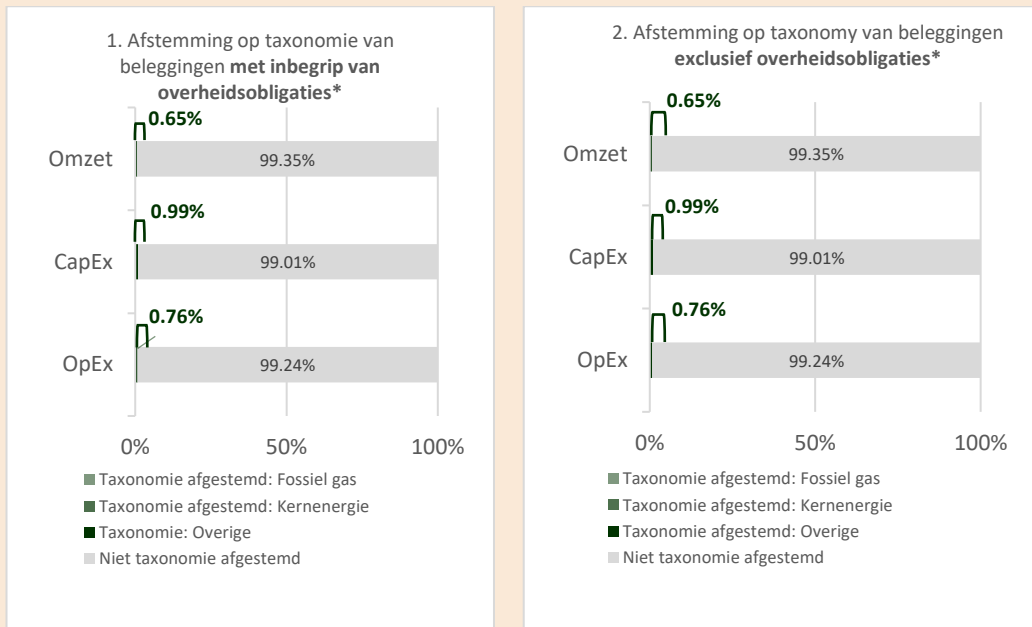 1. Afstemming op taxonomie van
beleggingen met inbegrip van
overheidsobligaties*
0.65%
Omzet
99.35%
0.99%
CapEx
99.01%
0.76%
OpEx
99.24%
0%
50%
100%
Taxonomie afgestemd: Fossiel gas
Taxonomie afgestemd: Kernenergie
Taxonomie: Overige
Niet taxonomie afgestemd
2. Afstemming op taxonomy van beleggingen
exclusief overheidsobligaties*
0.65%
Omzet
99.35%
0.99%
CapEx
99.01%
0.76%
OpEx
99.24%
0%
50%
100%
Taxonomie afgestemd: Fossiel gas
Taxonomie afgestemd: Kernenergie
Taxonomie afgestemd: Overige
Niet taxonomie afgestemd